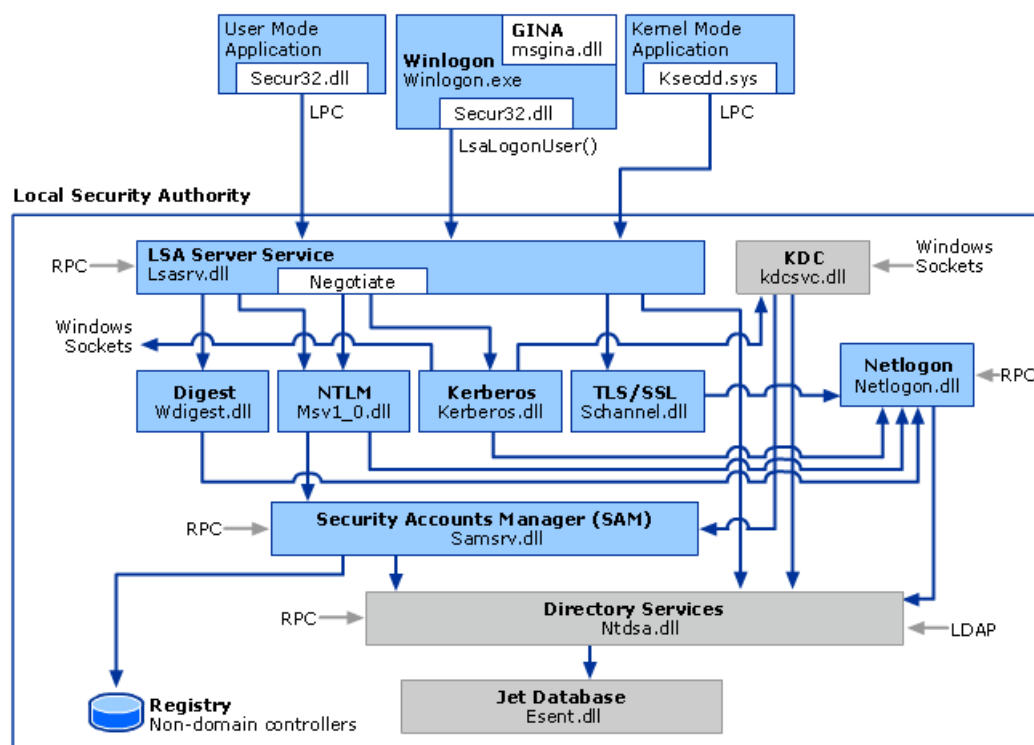 User Mode
Application
Secur32.dll
GINA
msgina.dll
Winlogon
Winlogon.exe
Secur32.dll
Kernel Mode
Application
Ksecdd.sys
LPC
LsaLogonUser()
LPC
Local Security Authority
RPC
LSA Server Service
Lsasrv.dll
Negotiate
KDC
kdcsvc.dll
Windows
Sockets
Windows
Sockets
Digest
Wdigest.dll
NTLM
Msv1_0.dll
Kerberos
Kerberos.dll
TLS/SSL
Schannel.dll
Netlogon
Netlogon.dll
RPC
RPC
Security Accounts Manager (SAM)
Samsrv.dll
RPC
Directory Services
Ntdsa.dll
LDAP
Registry
Non-domain controllers
Jet Database
Esent.dll